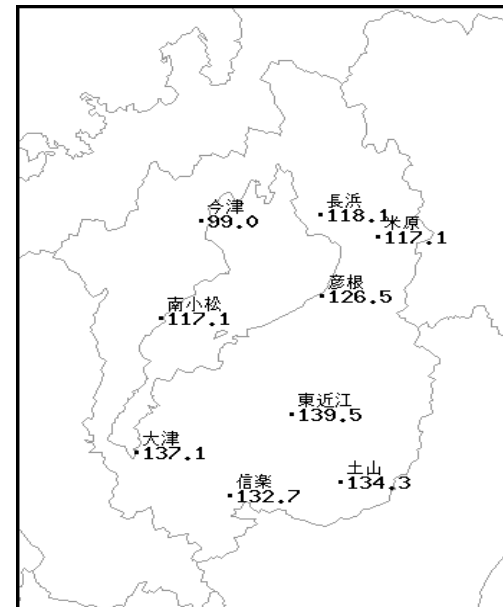 長浜
118.1
今津
99.0
米原
117.1
彦根
126.5
南小松
117.1
東近江
139.5
大津
137.1
土山
134.3
信楽
132.7